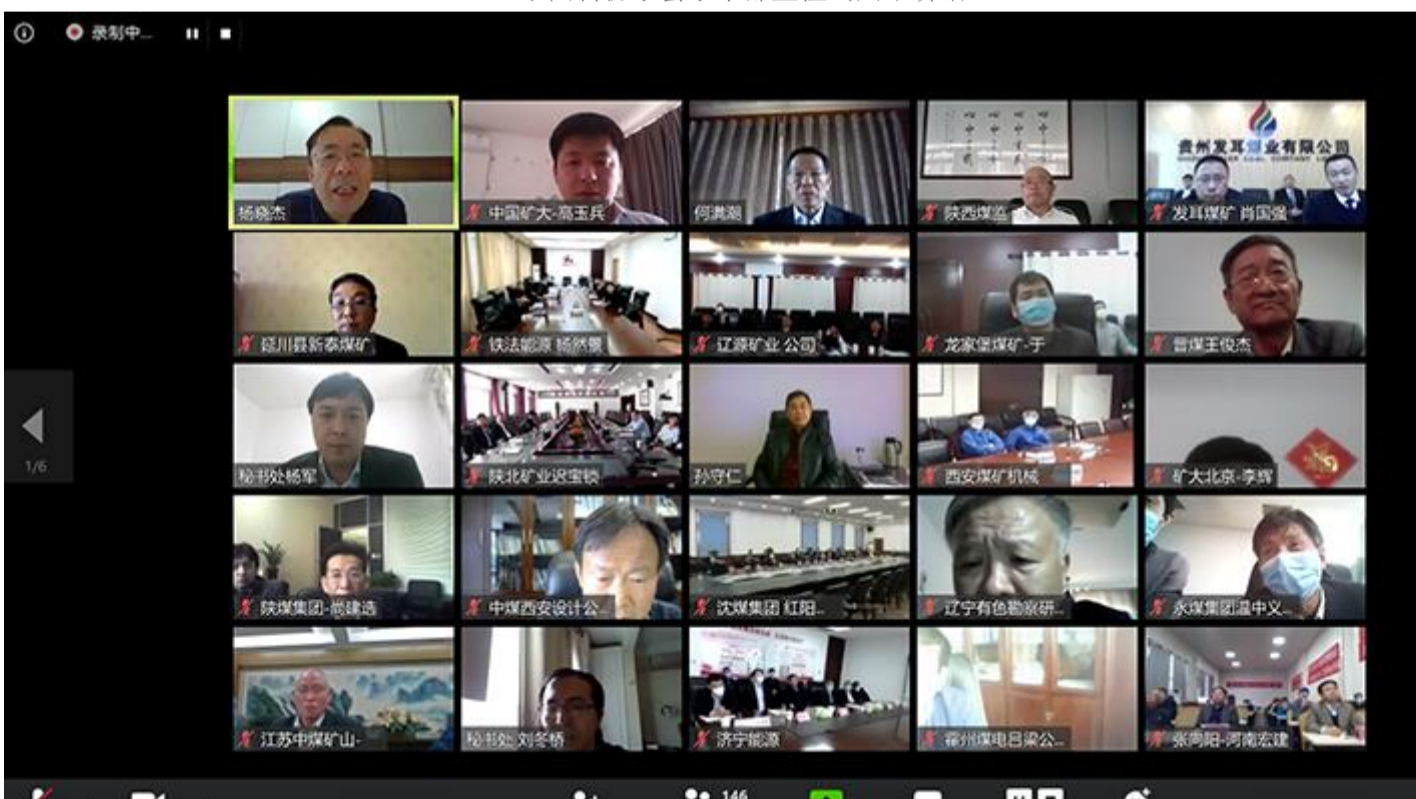 录制中...
杨晓杰
中国矿大-高玉兵
何满潮
陕西煤监
贵州发耳煤业有限公司
发耳煤矿 肖国强
延川县新泰煤矿
铁法能源 杨然景
辽源矿业 公司
龙家堡煤矿-于
晋煤王俊杰
秘书处杨军
陕北矿业迟宝锁
孙守仁
西安煤矿机械
矿大北京-李辉
陕煤集团-尚建选
中煤西安设计公...
沈煤集团 红阳...
辽宁有色勘察研...
永煤集团温中义...
江苏中煤矿山-
秘书处 刘冬桥
济宁能源
霍州煤电吕梁公...
张向阳-河南宏建
1/6
146